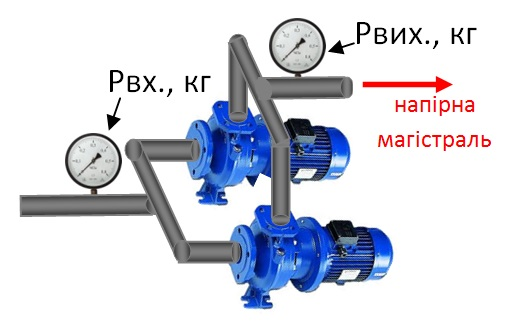 Рвих., кг
Рвх., кг
напірна
магістраль